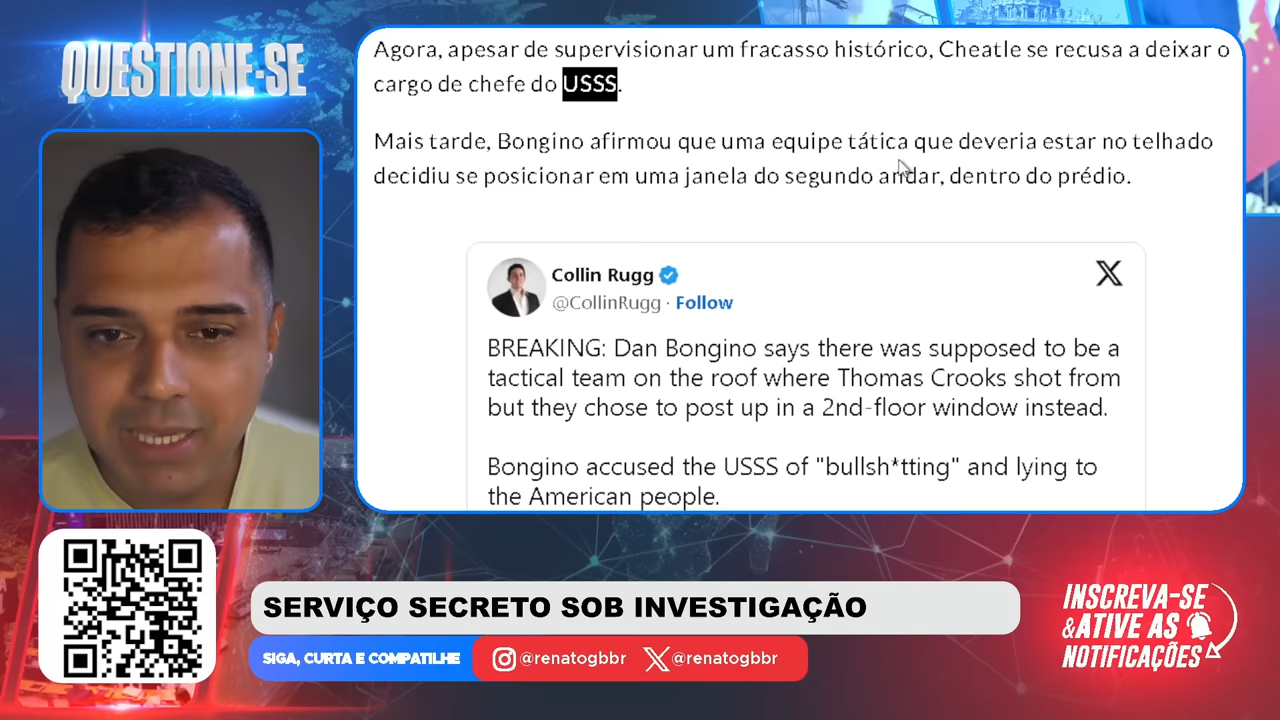 QUESTIONE-SE
Agora, apesar de supervisionar um fracasso histórico, Cheatle se recusa a deixar o
cargo de chefe do USSS.
Mais tarde, Bongino afirmou que uma equipe tática que deveria estar no telhado
decidiu se posicionar em uma janela do segundo andar, dentro do prédio.
Collin Rugg
@CollinRugg · Follow
BREAKING: Dan Bongino says there was supposed to be a
tactical team on the roof where Thomas Crooks shot from
but they chose to post up in a 2nd-floor window instead.
Bongino accused the USSS of "bullsh*tting" and lying to
the American people.
SERVIÇO SECRETO SOB INVESTIGAÇÃO
SIGA, CURTA E COMPATILHE
@renatogbbr
@renatogbbr
INSCREVA-SE
&ATIVE AS
NOTIFICAÇÕES